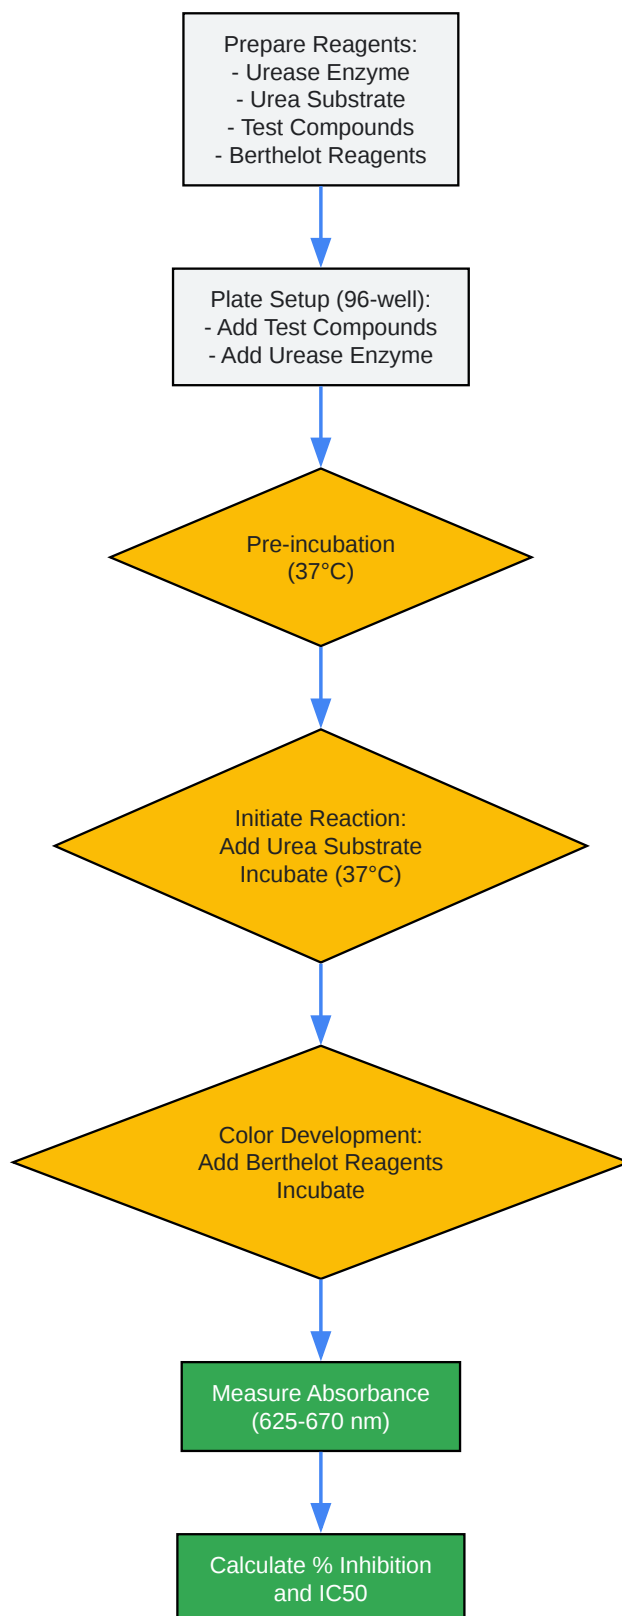 Prepare Reagents:
- Urease Enzyme
- Urea Substrate
- Test Compounds
- Berthelot Reagents
Plate Setup (96-well):
- Add Test Compounds
- Add Urease Enzyme
Pre-incubation
(37°C)
Initiate Reaction:
Add Urea Substrate
Incubate (37°C)
Color Development:
Add Berthelot Reagents
Incubate
Measure Absorbance
(625-670 nm)
Calculate % Inhibition
and IC50